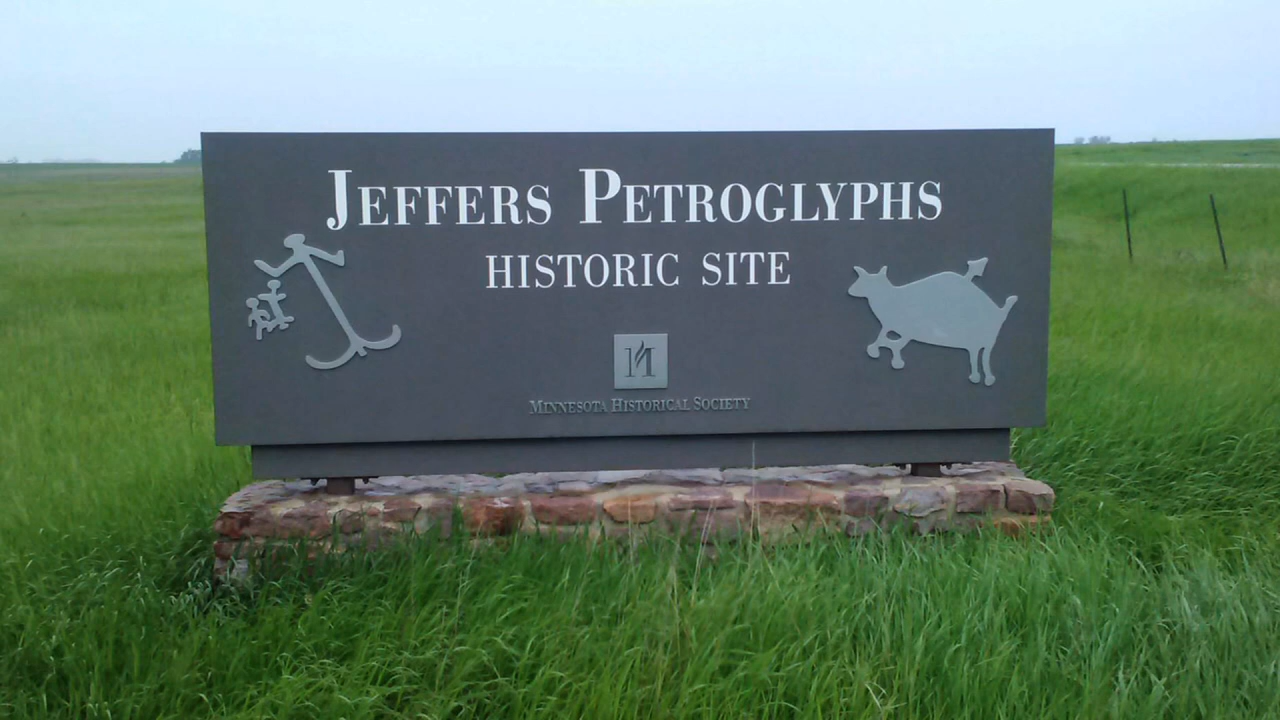 JEFFERS PETROGLYPHS
HISTORIC SITE
MINNESOTA HISTORICAL SOCIETY